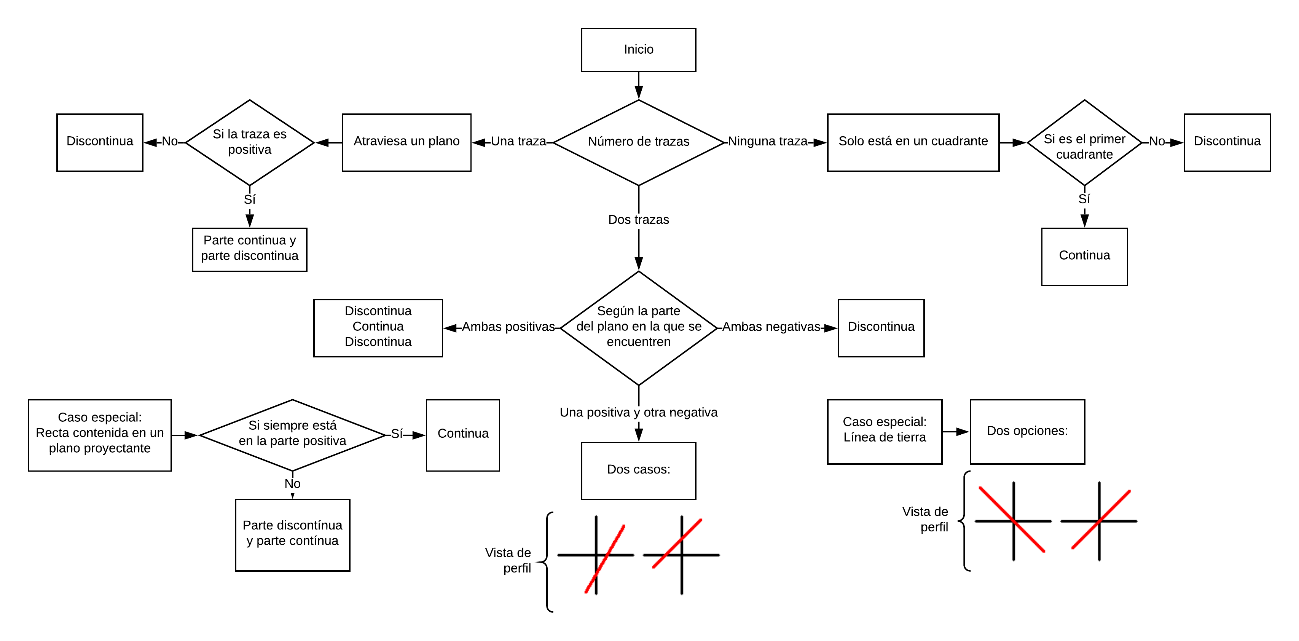 Inicio
Número de trazas
Una traza
Atraviesa un plano
Si la traza es
positiva
No
Discontinua
Sí
Parte continua y
parte discontinua
Ninguna traza
Solo está en un cuadrante
Si es el primer
cuadrante
No
Discontinua
Sí
Continua
Dos trazas
Según la parte
del plano en la que se
encuentren
Ambas positivas
Discontinua
Continua
Discontinua
Ambas negativas
Discontinua
Una positiva y otra negativa
Dos casos:
Vista de
perfil
Caso especial:
Recta contenida en un
plano proyectante
Si siempre está
en la parte positiva
Sí
Continua
No
Parte discontínua
y parte contínua
Caso especial:
Línea de tierra
Dos opciones:
Vista de
perfil